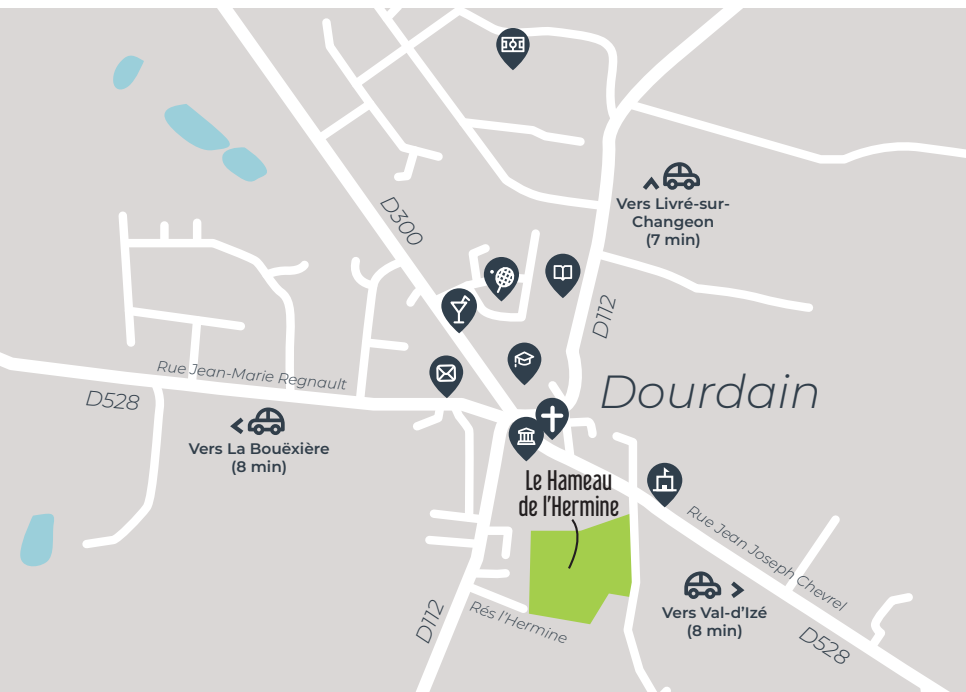 D300
Vers Livré-sur-
Changeon
(7 min)
D112
Rue Jean-Marie Regnault
D528
Dourdain
Vers La Bouëxière
(8 min)
Le Hameau
de l'Hermine
Rue Jean Joseph Chevrel
Vers Val-d'Izé
(8 min)
D112
Rés l'Hermine
D528